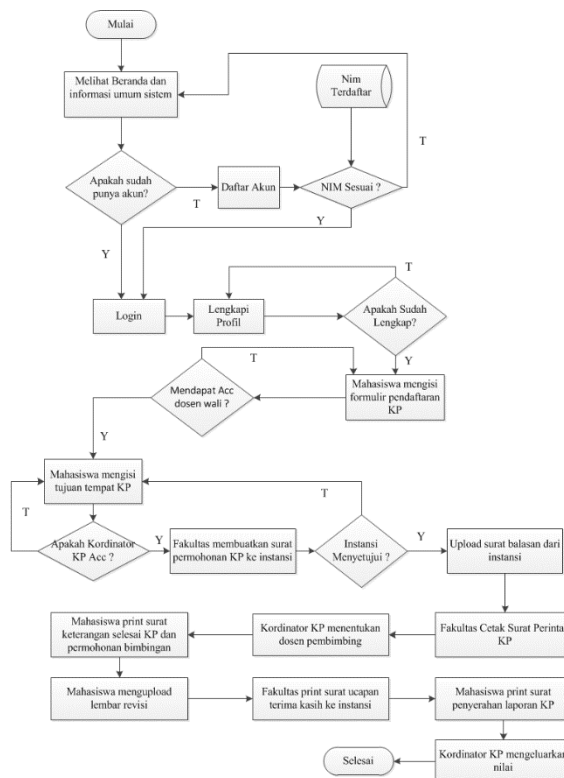 Mulai
Melihat Beranda dan
informasi umum sistem
Nim
Terdaftar
T
Apakah sudah
punya akun?
T
Daftar Akun
NIM Sesuai ?
Y
Y
Login
Lengkapi
Profil
T
Apakah Sudah
Lengkap?
Y
T
Mendapat Acc
dosen wali ?
Mahasiswa mengisi
formulir pendaftaran
KP
Y
Mahasiswa mengisi
tujuan tempat KP
T
T
Apakah Kordinator
KP Acc ?
Y
Fakultas membuatkan surat
permohonan KP ke instansi
Instansi
Menyetujui ?
Y
Upload surat balasan dari
instansi
Mahasiswa print surat
keterangan selesai KP dan
permohonan bimbingan
Kordinator KP menentukan
dosen pembimbing
Fakultas Cetak Surat Perintah
KP
Mahasiswa mengupload
lembar revisi
Fakultas print surat ucapan
terima kasih ke instansi
Mahasiswa print surat
penyerahan laporan KP
Selesai
Kordinator KP mengeluarkan
nilai